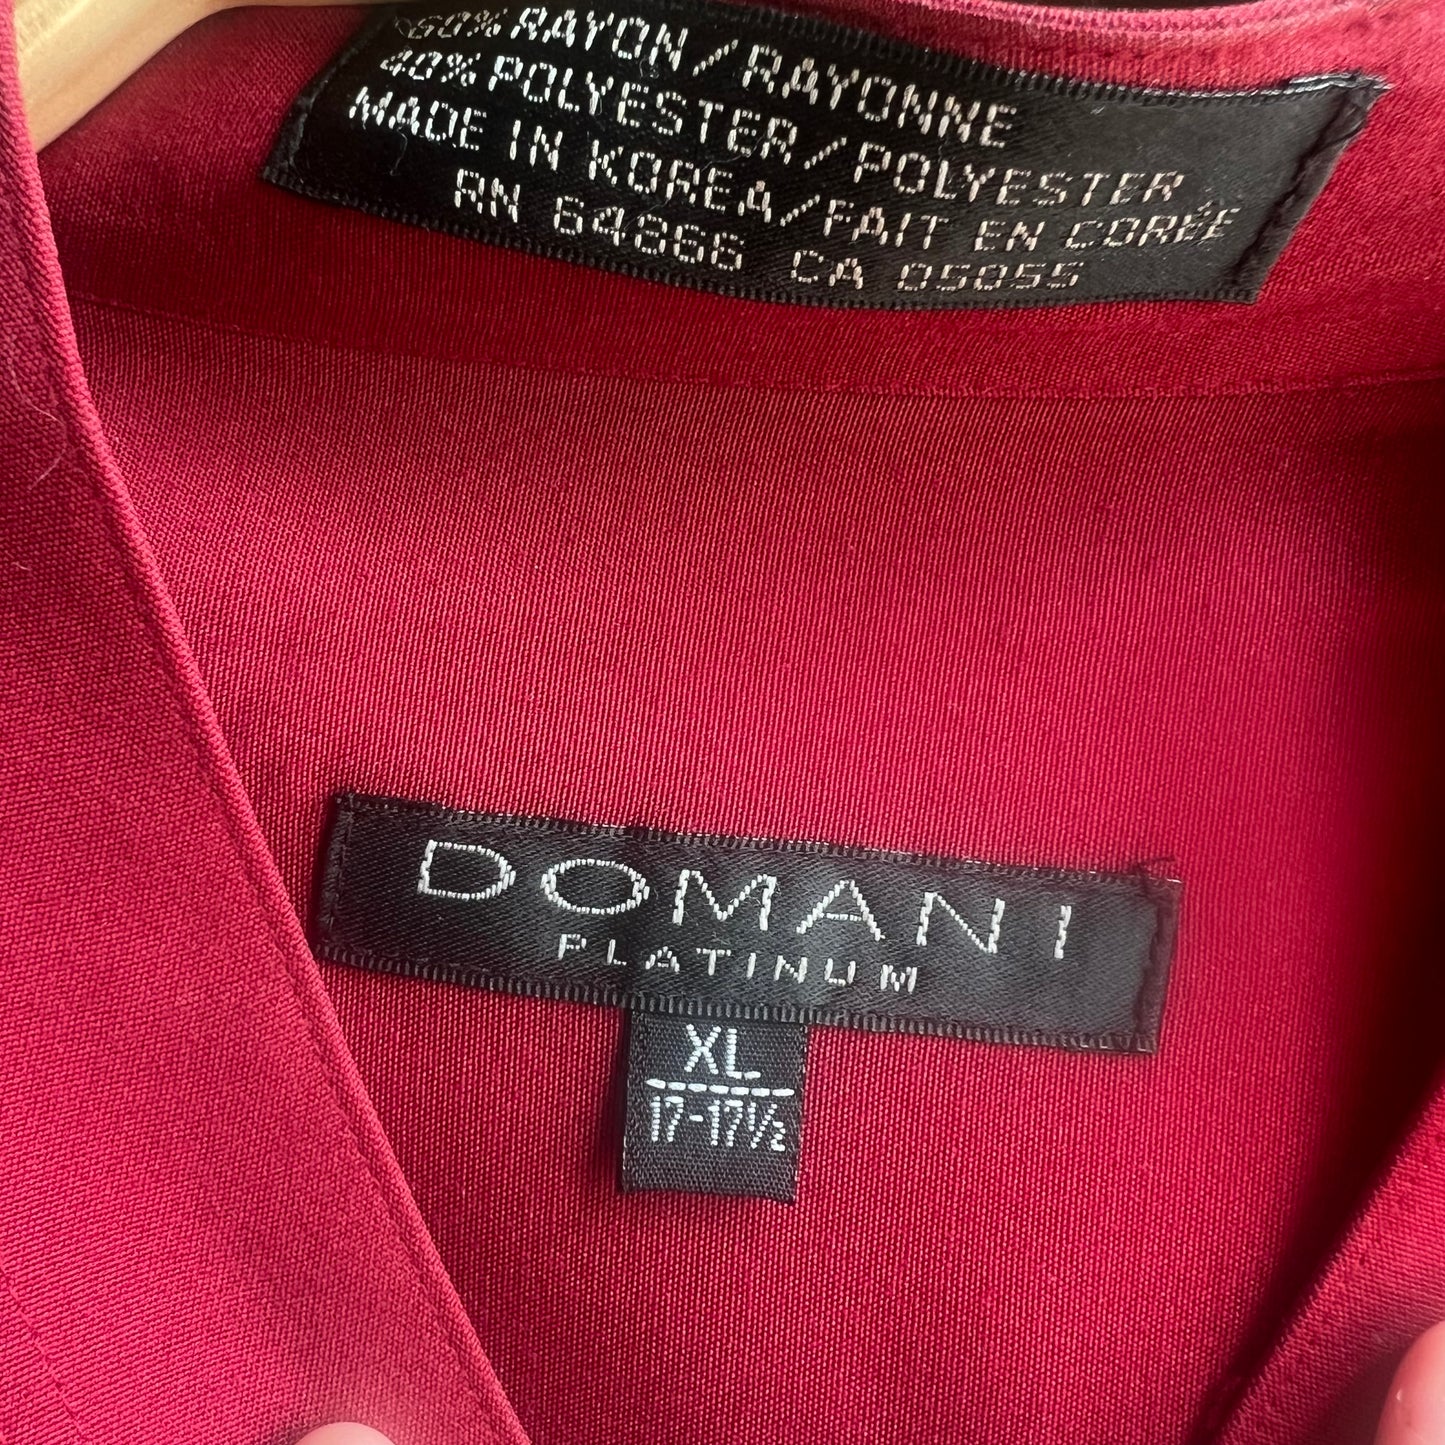 60% RAYON/RAYONNE
40% POLYESTER/POLYESTER
MADE IN KOREA/FAIT EN CORÉE
RN 64866 CA 05055
DOMANI
PLATINUM
XL
17-17½